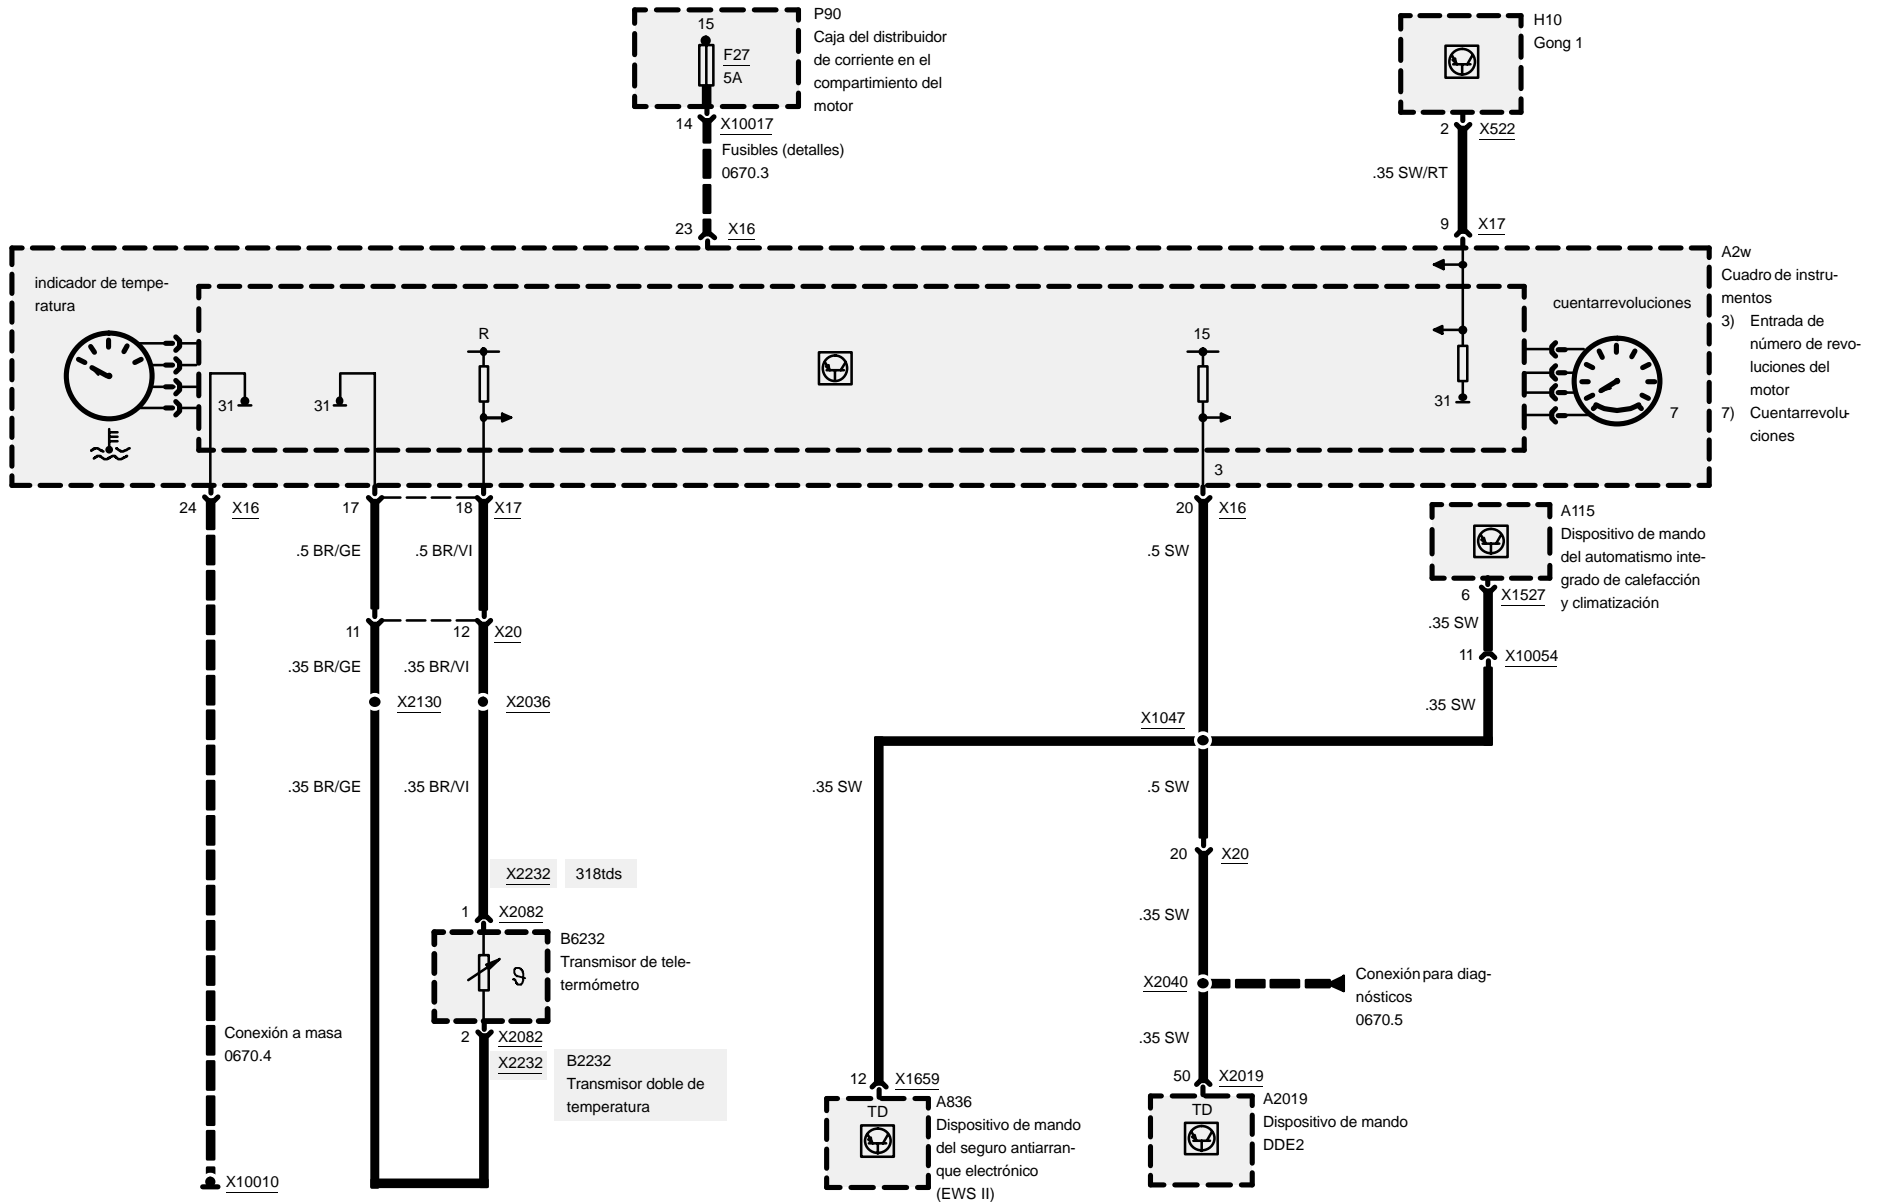 P90
Caja del distribuidor
de corriente en el
compartimiento del
motor
15
F27
5A
14
X10017
Fusibles (detalles)
0670.3
23
X16
H10
Gong 1
2
X522
.35 SW/RT
9
X17
A2w
Cuadro de instru-
mentos
3) Entrada de
número de revo-
luciones del
motor
7) Cuentarrevolu-
ciones
indicador de tempe-
ratura
31
31
R
15
31
cuentarrevoluciones
7
3
24
X16
17
18
X17
20
X16
.5 BR/GE
.5 BR/VI
.5 SW
A115
Dispositivo de mando
del automatismo inte-
grado de calefacción
y climatización
6
X1527
.35 SW
11
X10054
.35 SW
11
12
X20
.35 BR/GE
.35 BR/VI
X2130
X2036
X1047
.35 BR/GE
.35 BR/VI
.35 SW
.5 SW
20
X20
X2232
318tds
1
X2082
B6232
Transmisor de tele-
termómetro
ϑ
2
X2082
X2232
B2232
Transmisor doble de
temperatura
.35 SW
X2040
Conexión para diag-
nósticos
0670.5
.35 SW
Conexión a masa
0670.4
X10010
12
X1659
TD
A836
Dispositivo de mando
del seguro antiarran-
que electrónico
(EWS II)
50
X2019
TD
A2019
Dispositivo de mando
DDE2